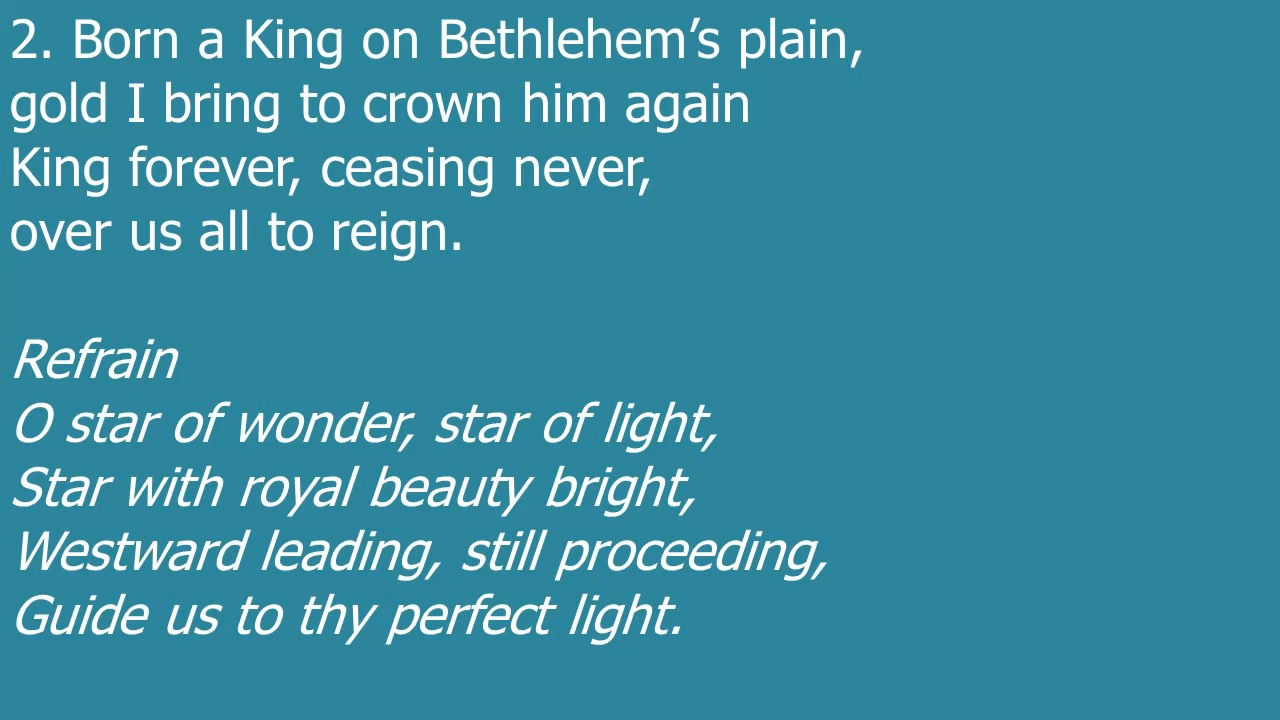 2. Born a King on Bethlehem’s plain,
gold I bring to crown him again
King forever, ceasing never,
over us all to reign.
Refrain
O star of wonder, star of light,
Star with royal beauty bright,
Westward leading, still proceeding,
Guide us to thy perfect light.